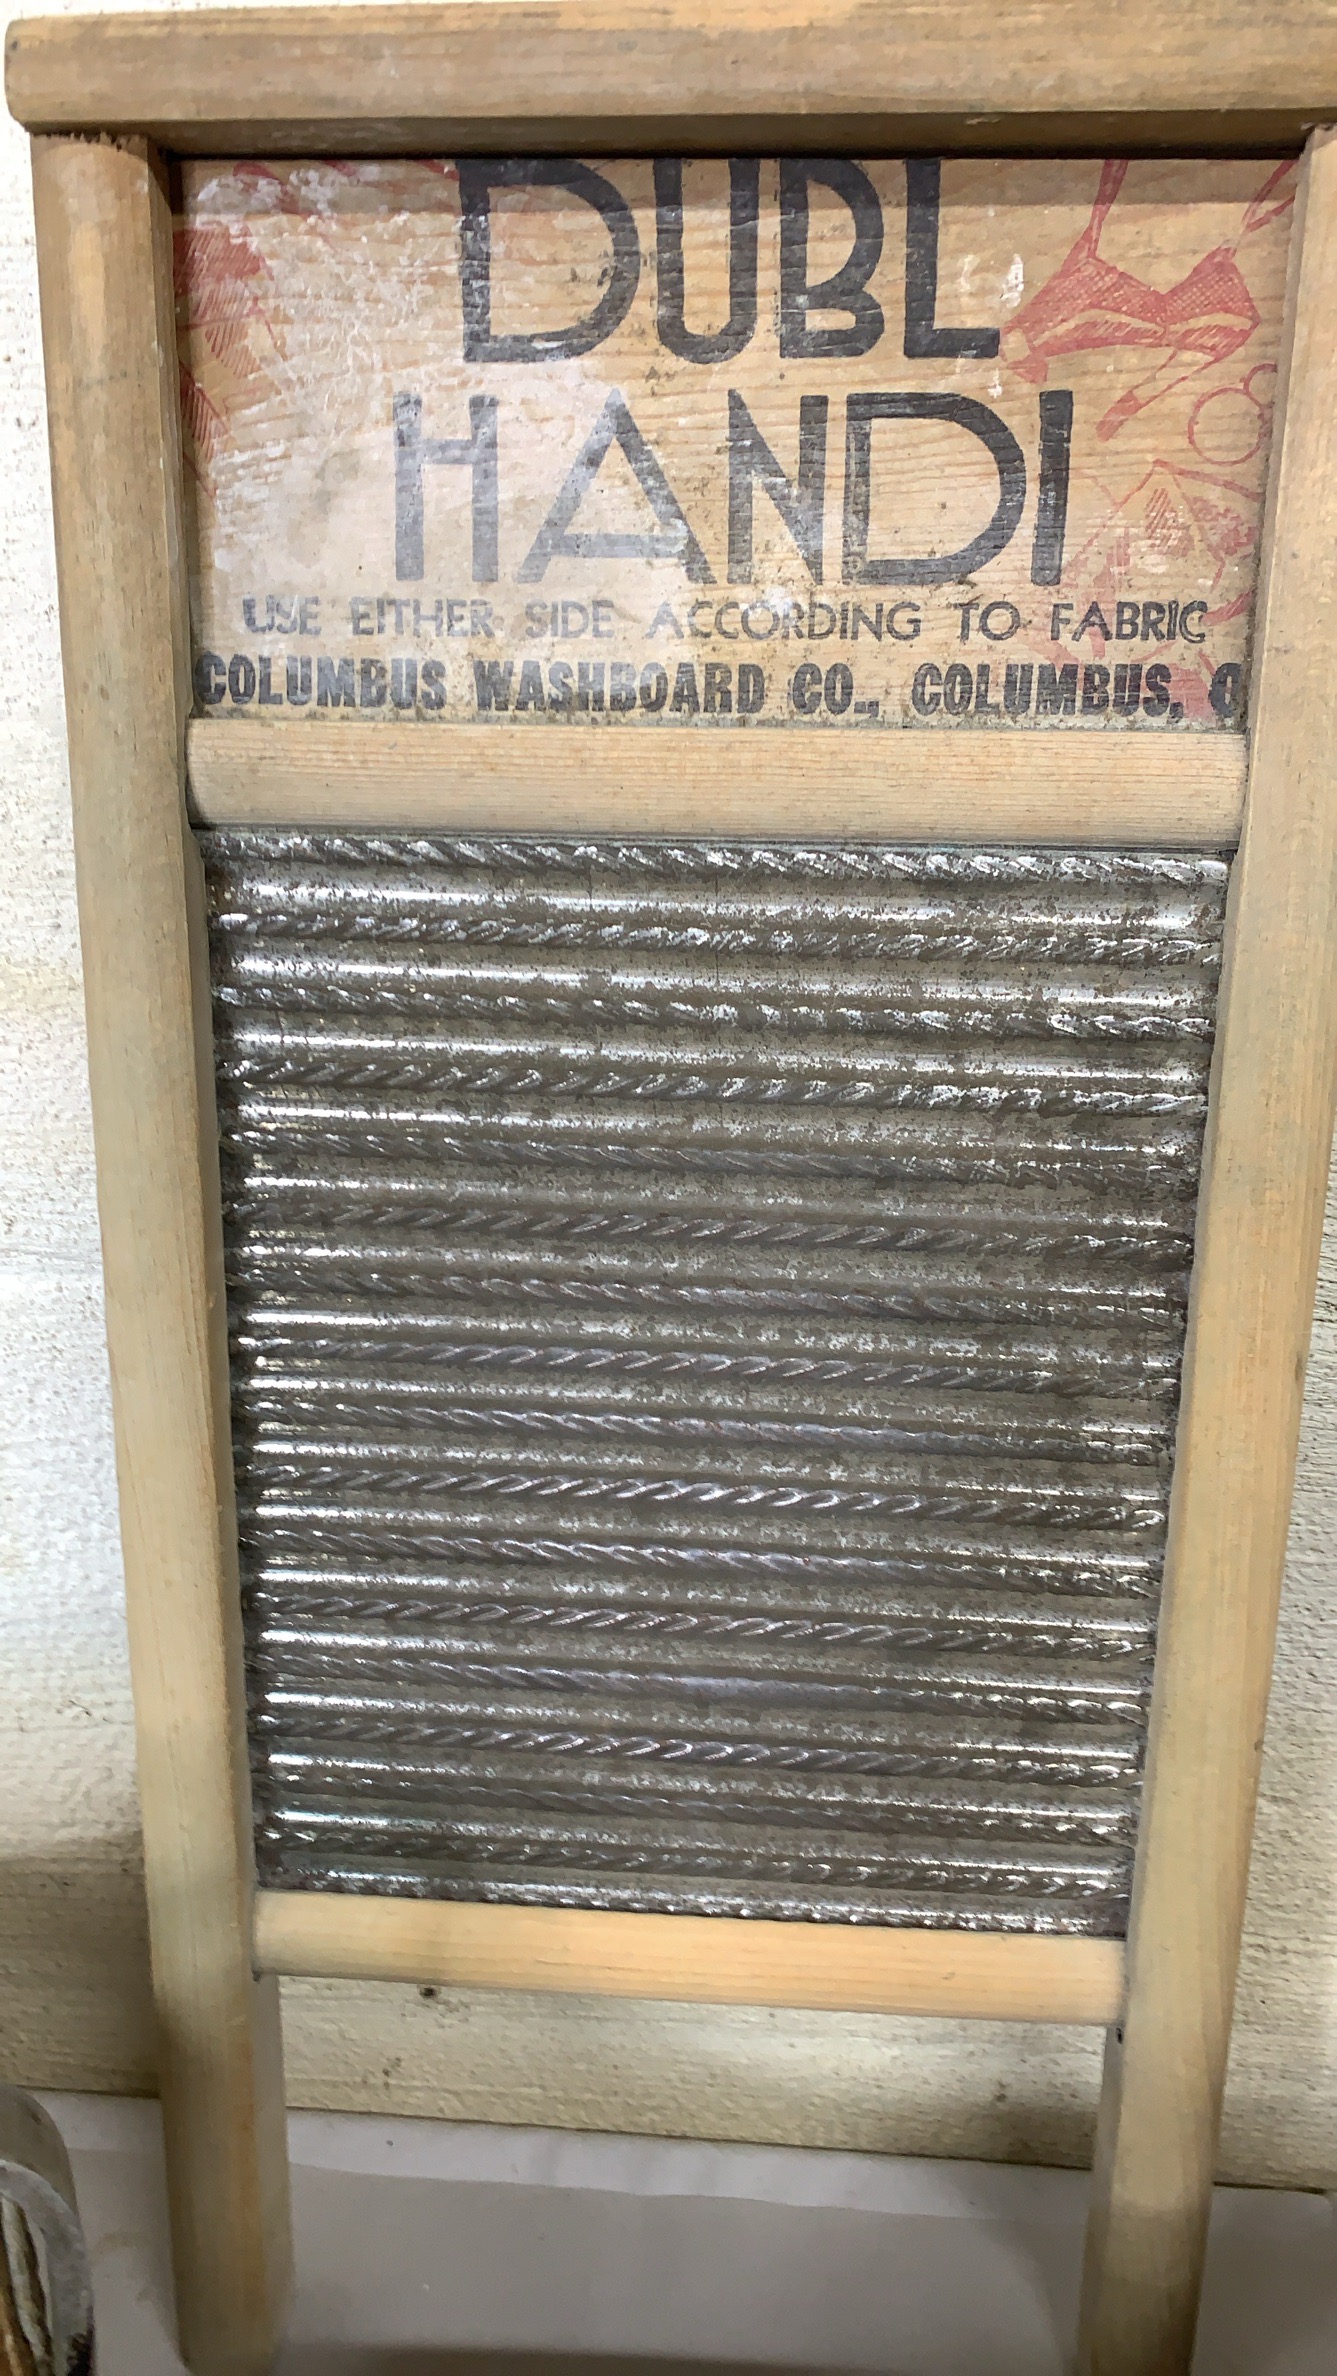 DUBL
HANDI
USE EITHER SIDE ACCORDING TO FABRIC
COLUMBUS WASHBOARD CO., COLUMBUS, O